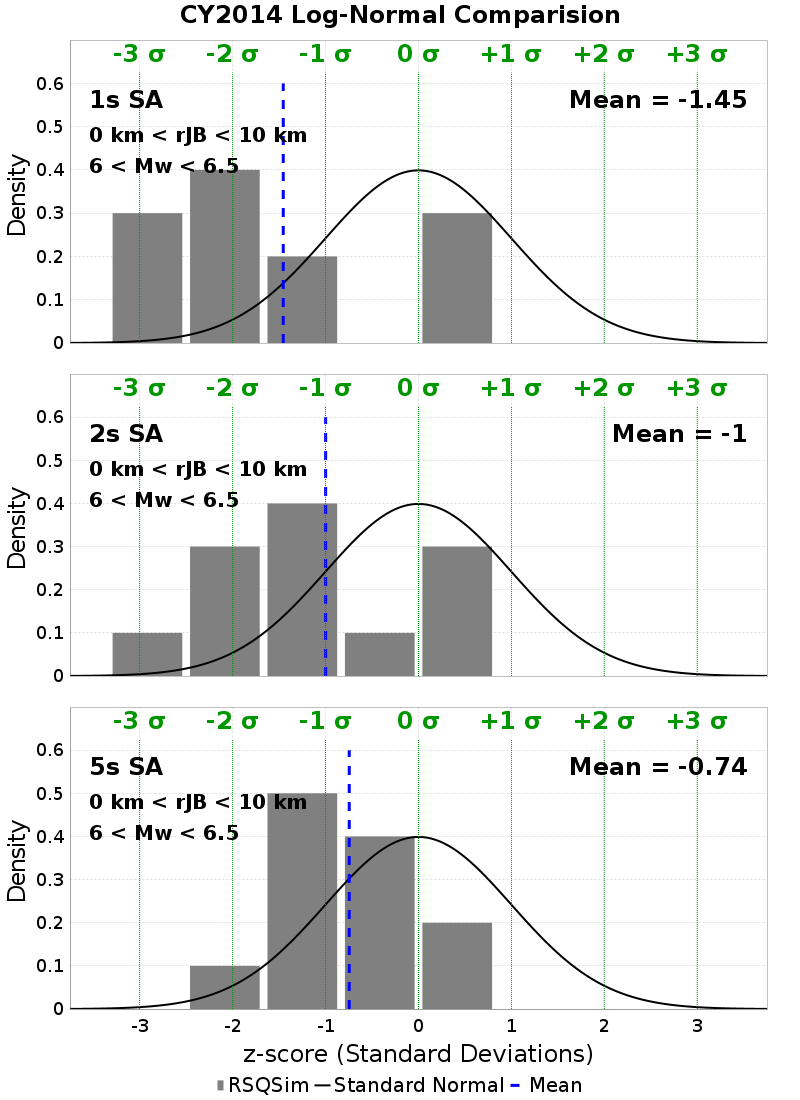 CY2014 Log-Normal Comparision
-3 σ -2 σ -1 σ 0 σ +1 σ +2 σ +3 σ
1s SA
Mean = -1.45
0 km < rJB < 10 km
6 < Mw < 6.5
0.6
0.5
0.4
0.3
0.2
0.1
0
Density
-3 σ -2 σ -1 σ 0 σ +1 σ +2 σ +3 σ
2s SA
Mean = -1
0 km < rJB < 10 km
6 < Mw < 6.5
0.6
0.5
0.4
0.3
0.2
0.1
0
Density
-3 σ -2 σ -1 σ 0 σ +1 σ +2 σ +3 σ
5s SA
Mean = -0.74
0 km < rJB < 10 km
6 < Mw < 6.5
0.6
0.5
0.4
0.3
0.2
0.1
0
Density
-3 -2 -1 0 1 2 3
z-score (Standard Deviations)
RSQSim Standard Normal Mean